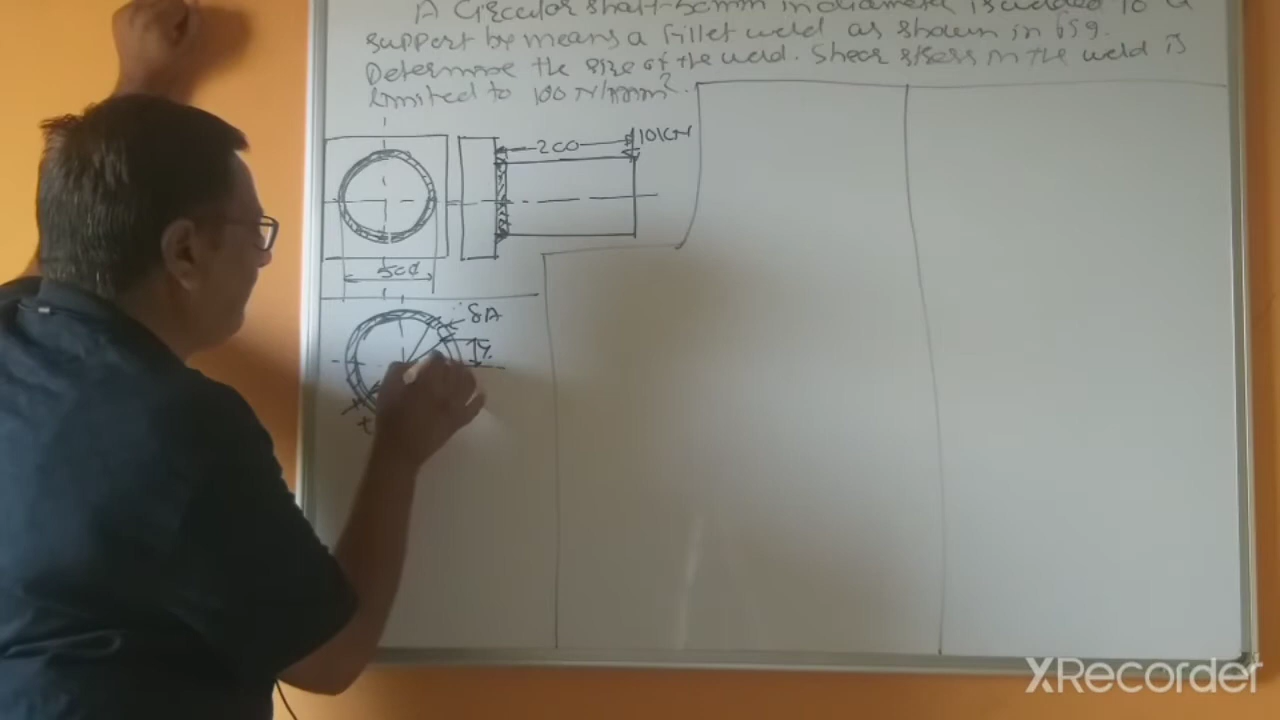 A Circular shaft 50mm in diameter is welded to a
support by means a fillet weld as shown in fig.
Determine the size of the weld. Shear stress in the weld is
limited to 100 N/mm²
200
10KN
50¢
δA
y
t
XRecorder